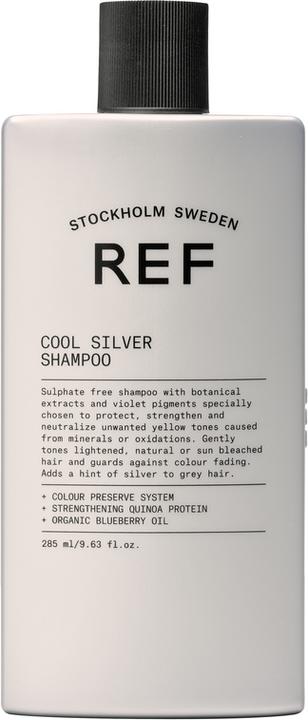 STOCKHOLM SWEDEN
REF
COOL SILVER
SHAMPOO
Sulphate free shampoo with botanical
extracts and violet pigments specially
chosen to protect, strengthen and
neutralize unwanted yellow tones caused
from minerals or oxidations. Gently
tones lightened, natural or sun bleached
hair and guards against colour fading.
Adds a hint of silver to grey hair.
+ COLOUR PRESERVE SYSTEM
+ STRENGTHENING QUINOA PROTEIN
+ ORGANIC BLUEBERRY OIL
285 ml/9.63 fl.oz.